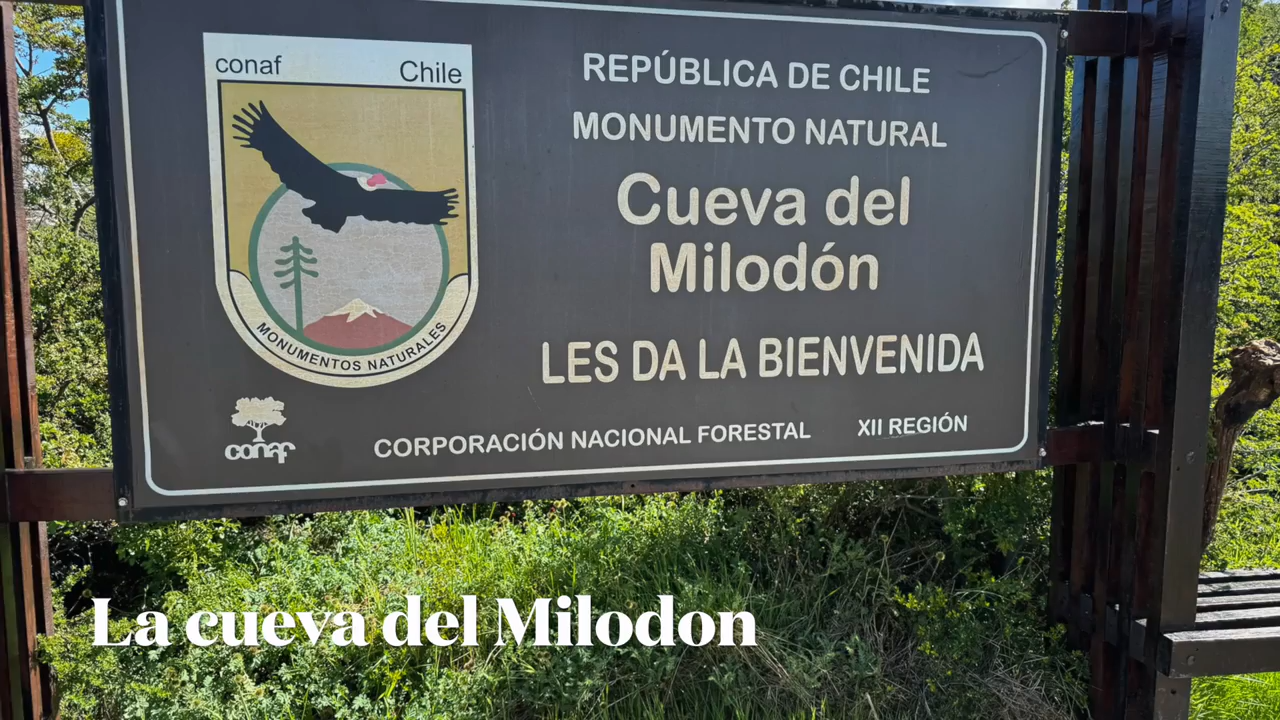 conaf Chile
MONUMENTOS NATURALES
conaf
REPÚBLICA DE CHILE
MONUMENTO NATURAL
Cueva del
Milodón
LES DA LA BIENVENIDA
CORPORACIÓN NACIONAL FORESTAL XII REGIÓN
La cueva del Milodon